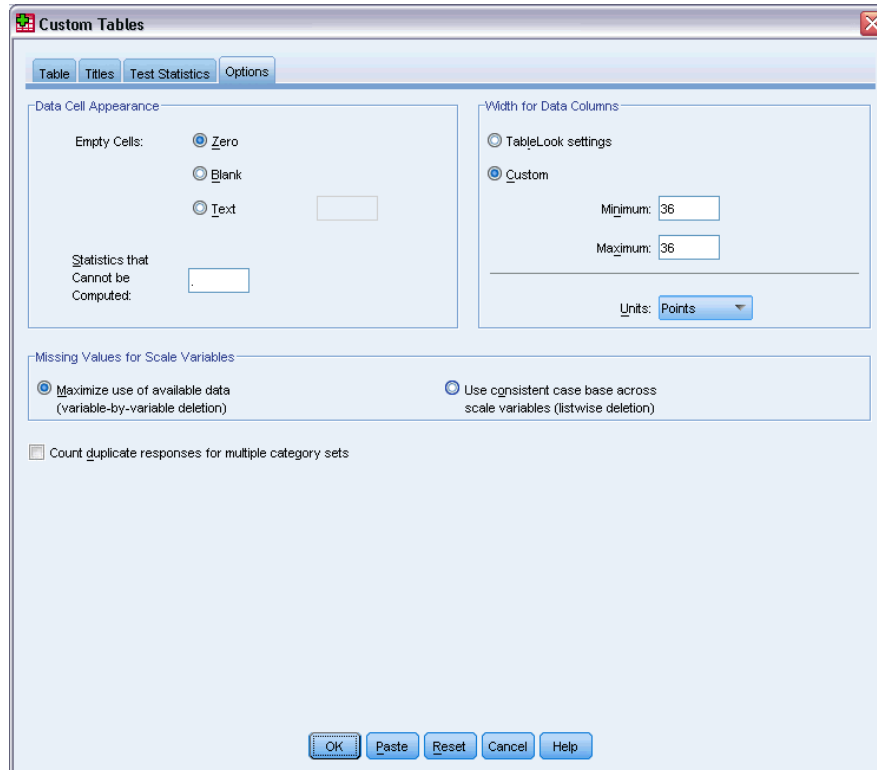 Custom Tables
Table Titles Test Statistics Options
Data Cell Appearance
Empty Cells:
Zero
Blank
Text
Statistics that
Cannot be
Computed:
.
Width for Data Columns
TableLook settings
Custom
Minimum: 36
Maximum: 36
Units: Points
Missing Values for Scale Variables
Maximize use of available data
(variable-by-variable deletion)
Use consistent case base across
scale variables (listwise deletion)
Count duplicate responses for multiple category sets
OK Paste Reset Cancel Help